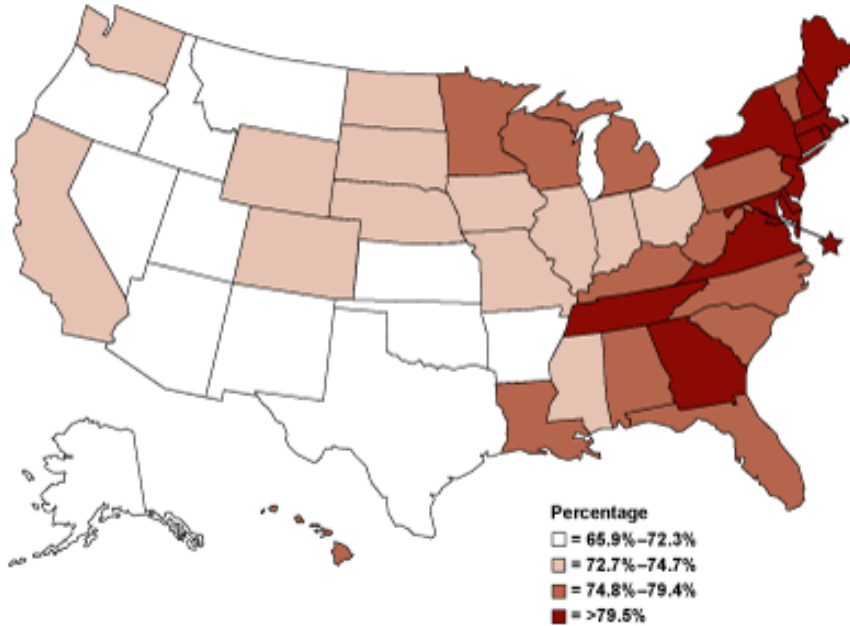 Percentage
= 65.9%–72.3%
= 72.7%–74.7%
= 74.8%–79.4%
= >79.5%